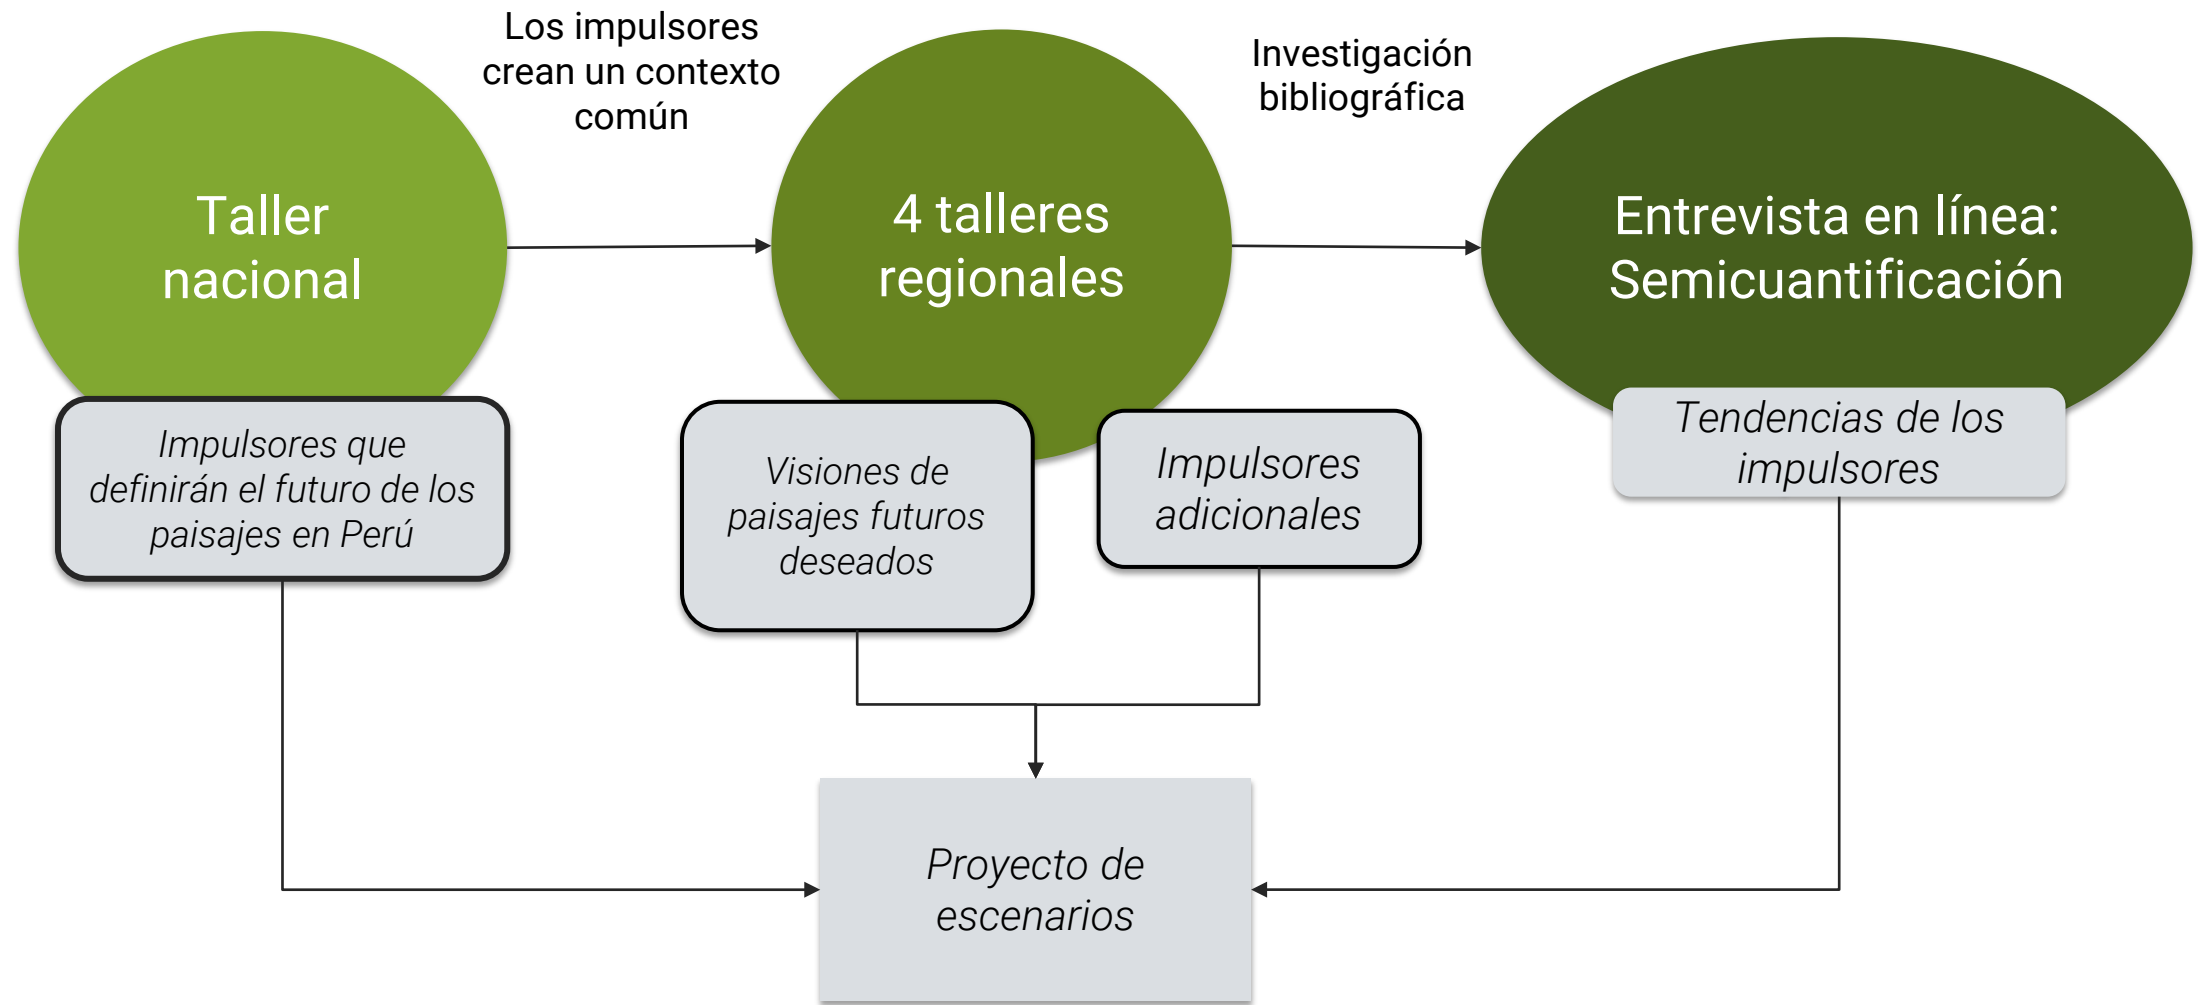 Los impulsores
crean un contexto
común
Investigación
bibliográfica
Taller
nacional
4 talleres
regionales
Entrevista en línea:
Semicuantificación
Impulsores que
definirán el futuro de los
paisajes en Perú
Visiones de
paisajes futuros
deseados
Impulsores
adicionales
Tendencias de los
impulsores
Proyecto de
escenarios